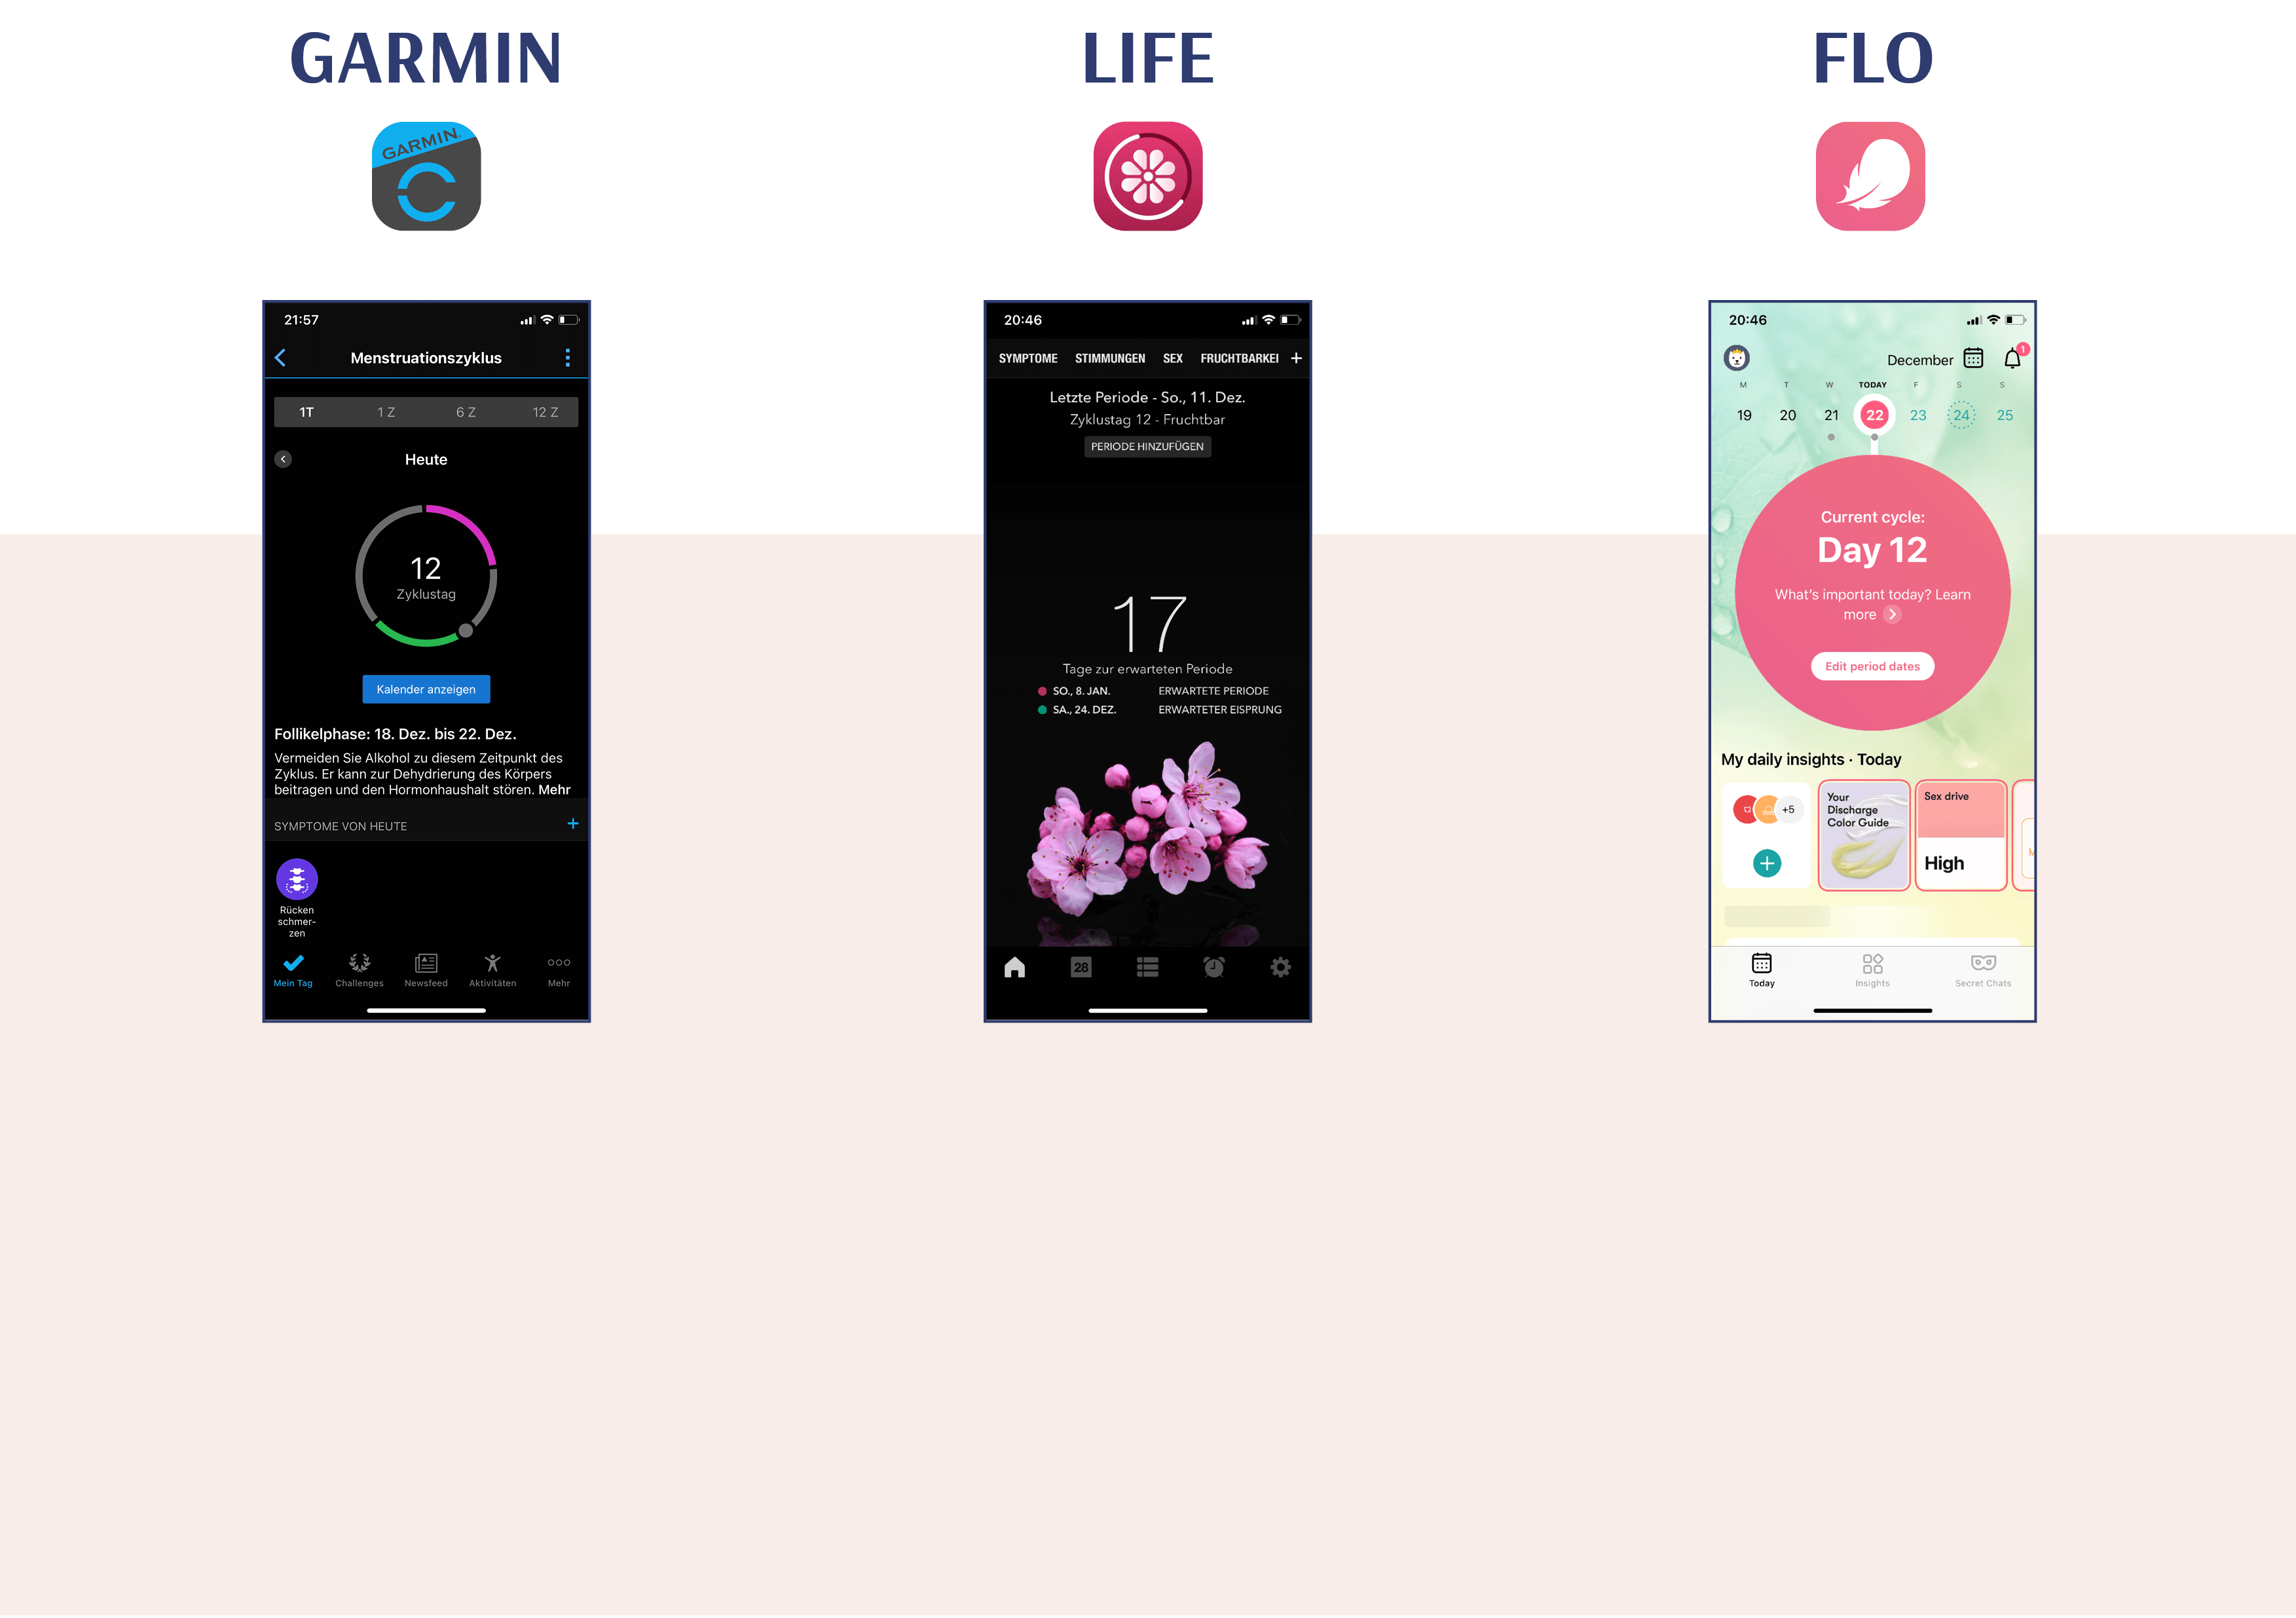 GARMIN
GARMIN
21:57
Menstruationszyklus
1T 1 Z 6 Z 12 Z
Heute
12
Zyklustag
Kalender anzeigen
Follikelphase: 18. Dez. bis 22. Dez.
Vermeiden Sie Alkohol zu diesem Zeitpunkt des
Zyklus. Er kann zur Dehydrierung des Körpers
beitragen und den Hormonhaushalt stören. Mehr
SYMPTOME VON HEUTE
Rücken
schmer-
zen
Mein Tag Challenges Newsfeed Aktivitäten Mehr
LIFE
20:46
SYMPTOME STIMMUNGEN SEX FRUCHTBARKEI +
Letzte Periode - So., 11. Dez.
Zyklustag 12 - Fruchtbar
PERIODE HINZUFÜGEN
17
Tage zur erwarteten Periode
SO., 8. JAN. ERWARTETE PERIODE
SA., 24. DEZ. ERWARTETER EISPRUNG
28
FLO
20:46
December 1
M T W TODAY F S S
19 20 21 22 23 24 25
Current cycle:
Day 12
What's important today? Learn
more
Edit period dates
My daily insights · Today
+5
Your
Discharge
Color Guide
Sex drive
High
M
Today Insights Secret Chats